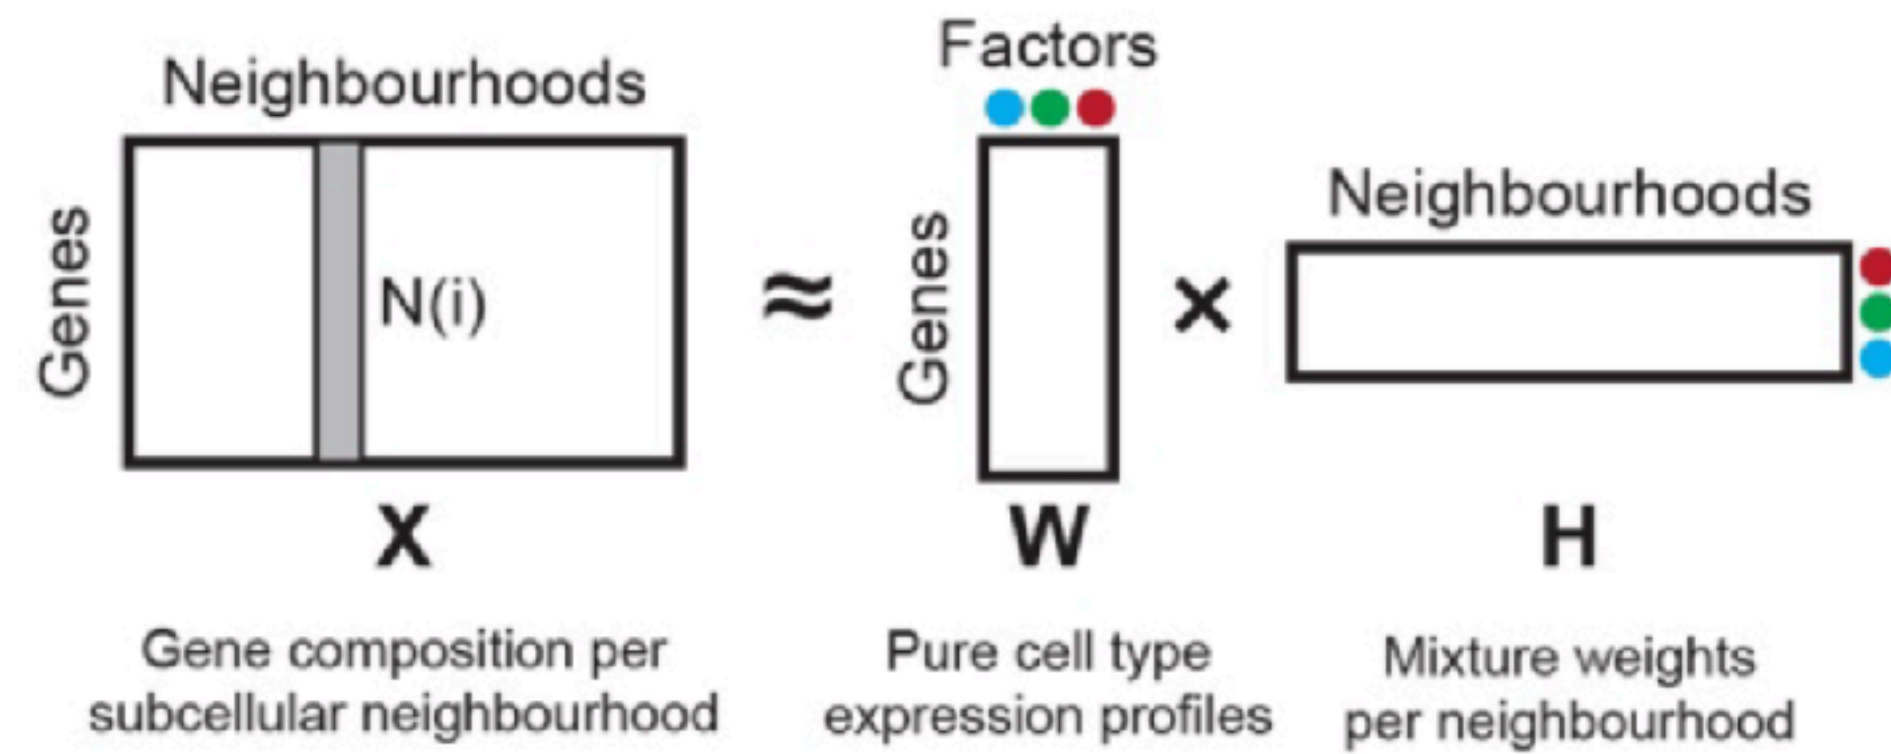 Neighbourhoods
Genes
N(i)
X
Gene composition per
subcellular neighbourhood
≈
Factors
Genes
W
Pure cell type
expression profiles
×
Neighbourhoods
H
Mixture weights
per neighbourhood